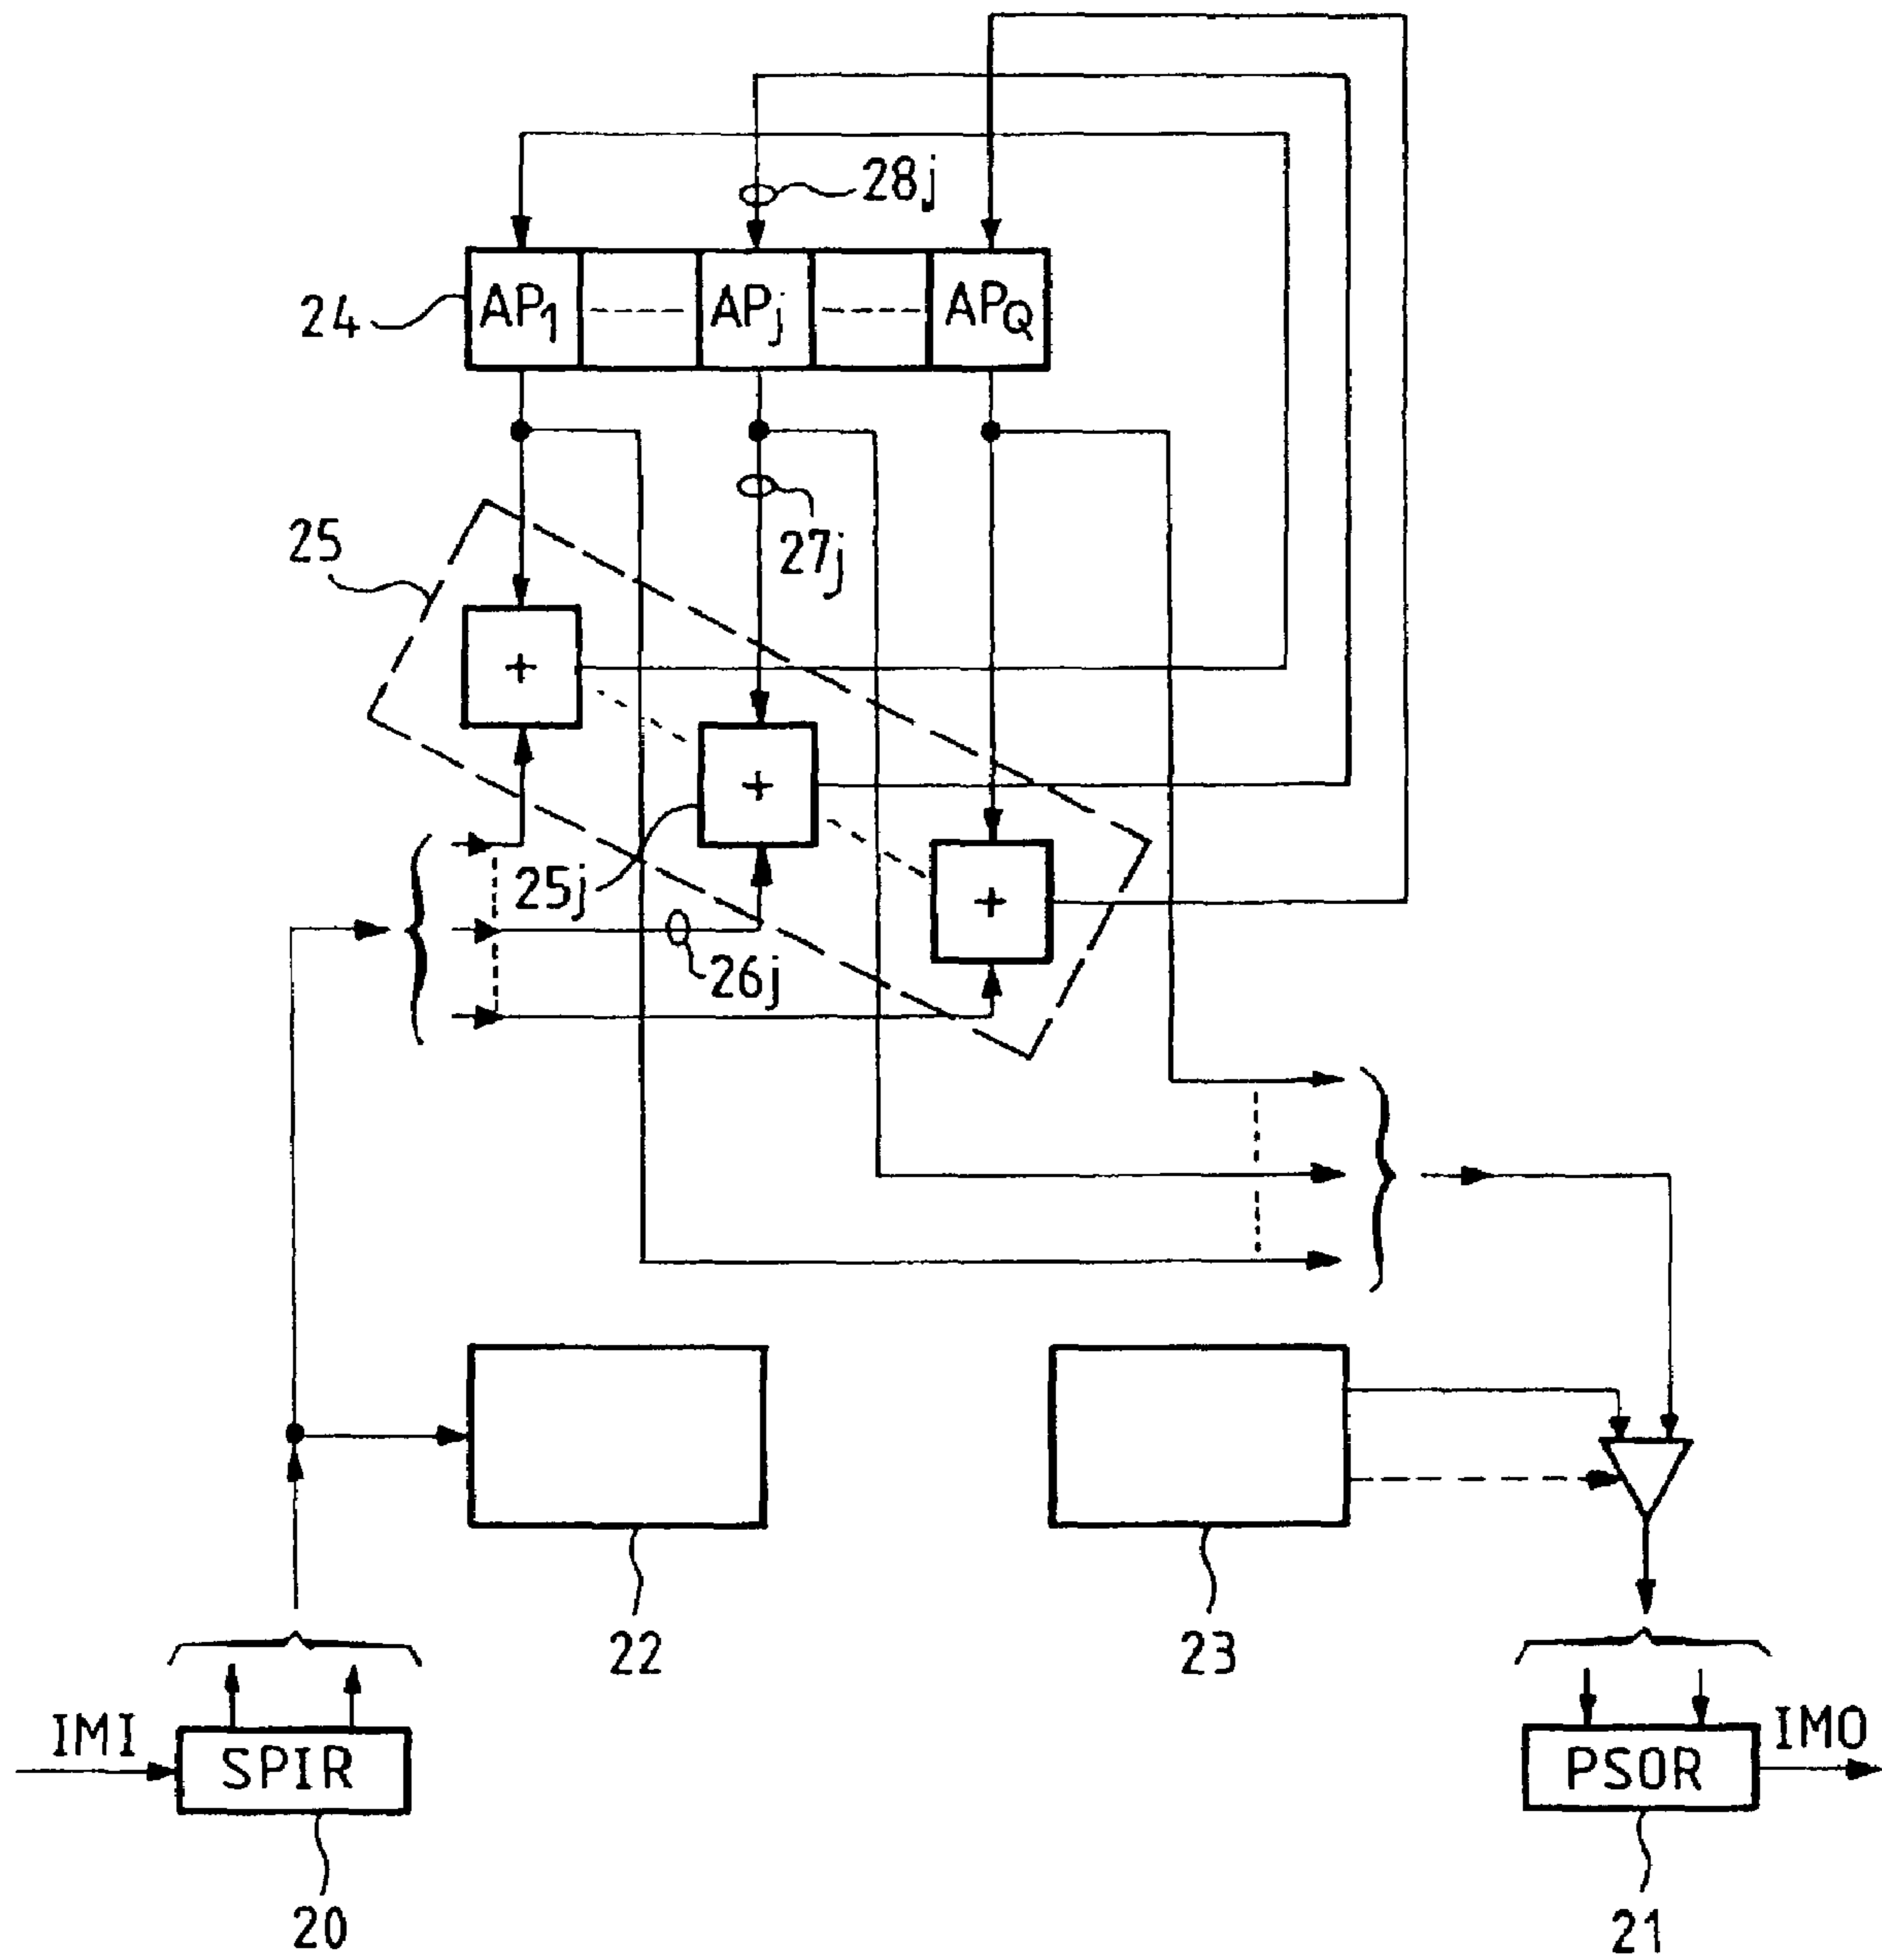 28j
24
AP1
APj
APQ
25
27j
+
+
25j
+
26j
22
23
IMI
SPIR
PSOR
IMO
20
21